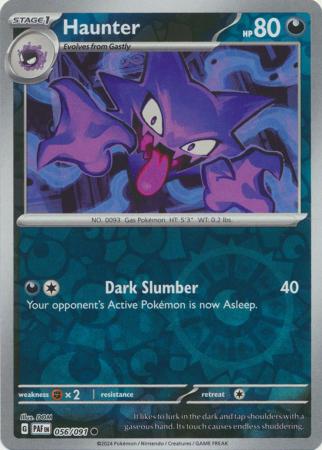 STAGE1
Haunter
HP 80
Evolves from Gastly
NO. 0093 Gas Pokémon. HT: 5'3" WT: 0.2 lbs.
Dark Slumber 40
Your opponent's Active Pokémon is now Asleep.
weakness ×2 resistance retreat
Illus. DOM
G PAF EN 056/091
It likes to lurk in the dark and tap shoulders with a
gaseous hand. Its touch causes endless shuddering.
©2024 Pokémon / Nintendo / Creatures / GAME FREAK